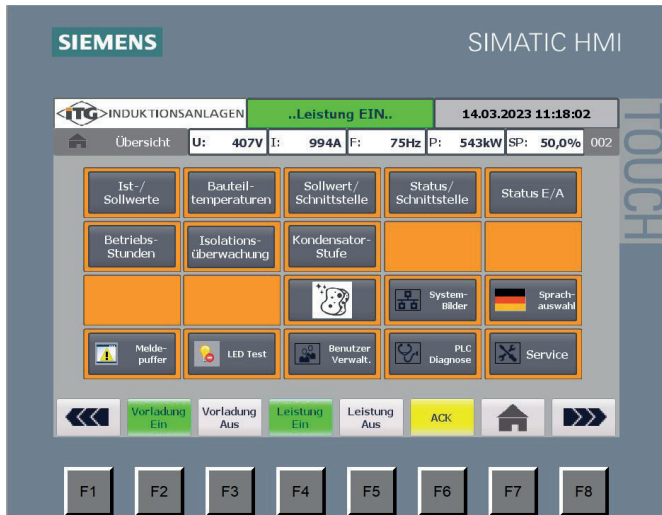 SIEMENS
SIMATIC HMI
TOUCH
iTG INDUKTIONSANLAGEN
..Leistung EIN..
14.03.2023 11:18:02
Übersicht
U: 407V
I: 994A
F: 75Hz
P: 543kW
SP: 50,0%
002
Ist-/
Sollwerte
Bauteil-
temperaturen
Sollwert/
Schnittstelle
Status/
Schnittstelle
Status E/A
Betriebs-
Stunden
Isolations-
überwachung
Kondensator-
Stufe
System-
Bilder
Sprach-
auswahl
Melde-
puffer
LED Test
Benutzer
Verwalt.
PLC
Diagnose
Service
Vorladung
Ein
Vorladung
Aus
Leistung
Ein
Leistung
Aus
ACK
F1
F2
F3
F4
F5
F6
F7
F8